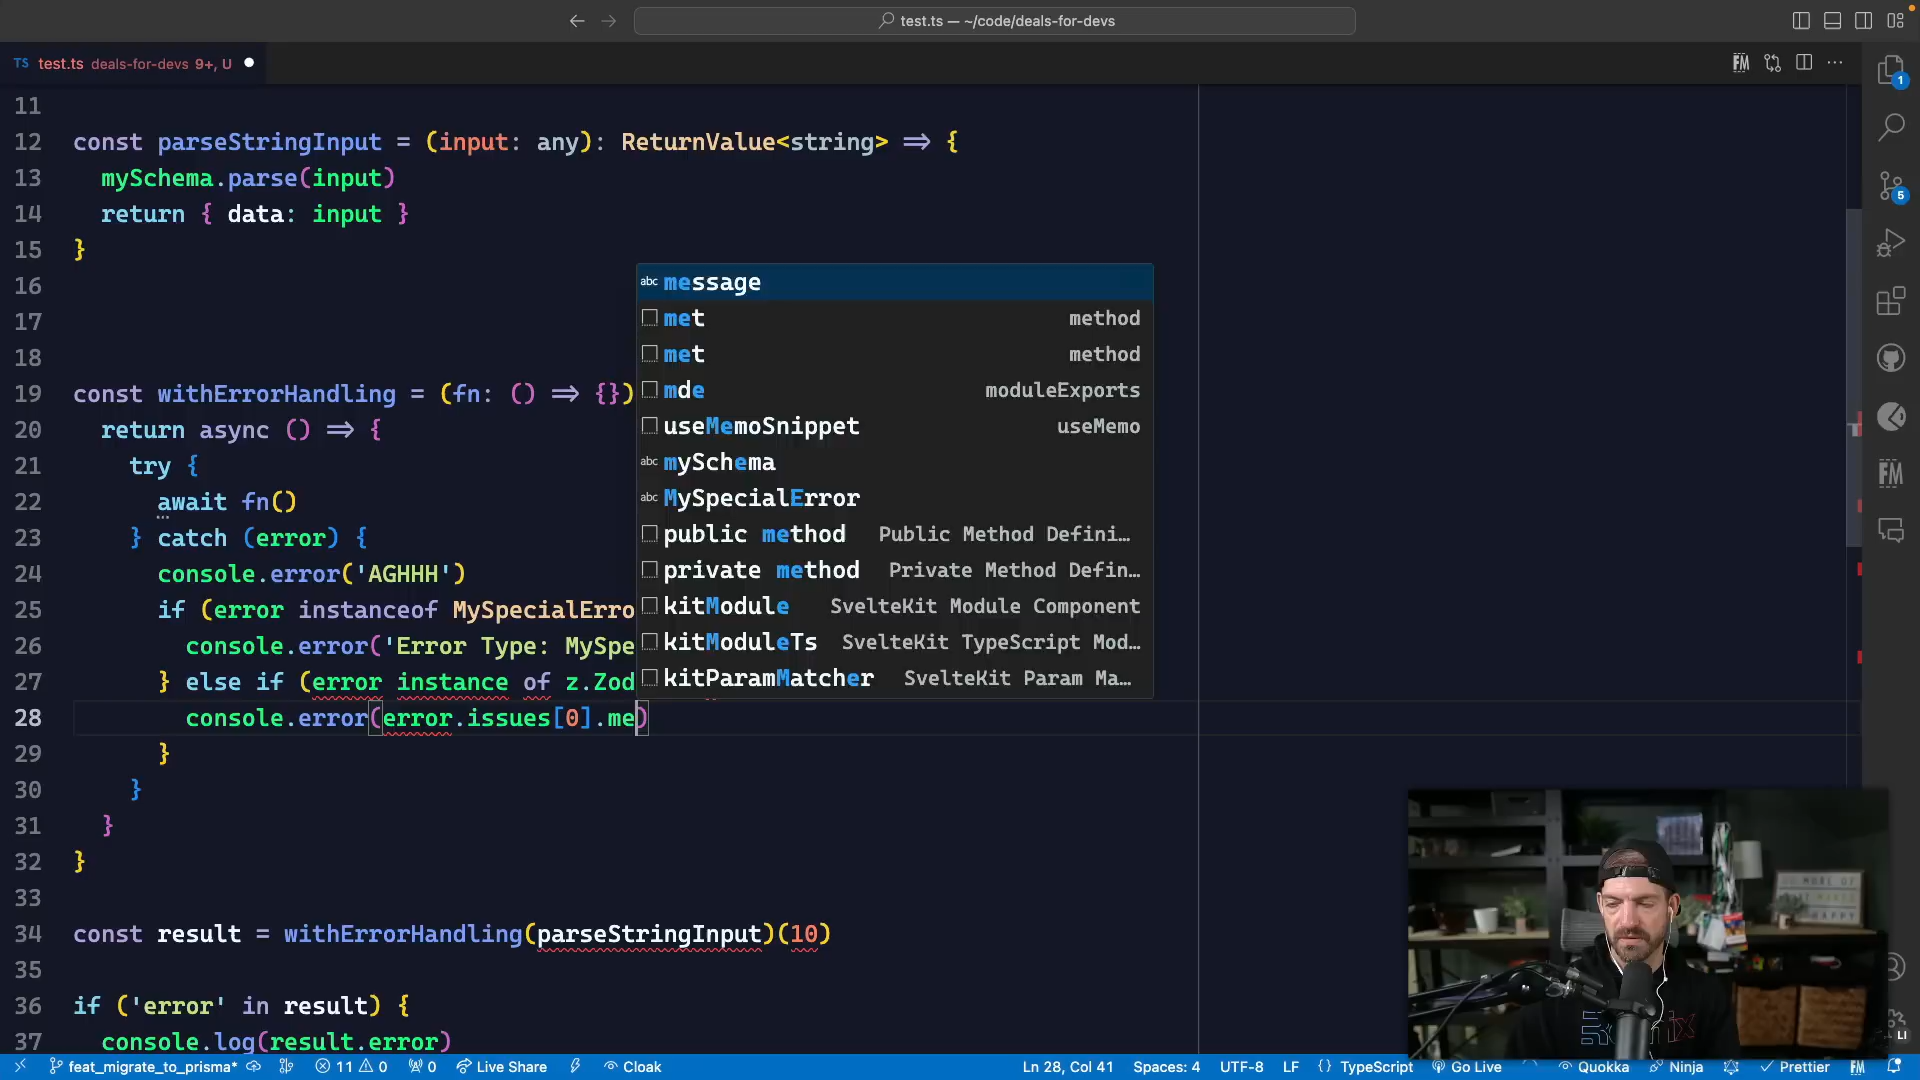 test.ts — ~/code/deals-for-devs
TS test.ts deals-for-devs 9+, U
FM
11
12 const parseStringInput = (input: any): ReturnValue<string> => {
13 mySchema.parse(input)
14 return { data: input }
15 }
16
17
18
19 const withErrorHandling = (fn: () => {})
20 return async () => {
21 try {
22 await fn()
23 } catch (error) {
24 console.error('AGHHH')
25 if (error instanceof MySpecialErro
26 console.error('Error Type: MySpe
27 } else if (error instance of z.Zod
28 console.error(error.issues[0].me)
29 }
30 }
31 }
32 }
33
34 const result = withErrorHandling(parseStringInput)(10)
35
36 if ('error' in result) {
37 console.log(result.error)
abc message
met method
met method
mde moduleExports
useMemoSnippet useMemo
abc mySchema
abc MySpecialError
public method Public Method Defini…
private method Private Method Defin…
kitModule SvelteKit Module Component
kitModuleTs SvelteKit TypeScript Mod…
kitParamMatcher SvelteKit Param Ma…
1
5
FM
LI
feat_migrate_to_prisma* 11 0 0 Live Share Cloak Ln 28, Col 41 Spaces: 4 UTF-8 LF {} TypeScript Go Live Quokka Ninja Prettier FM